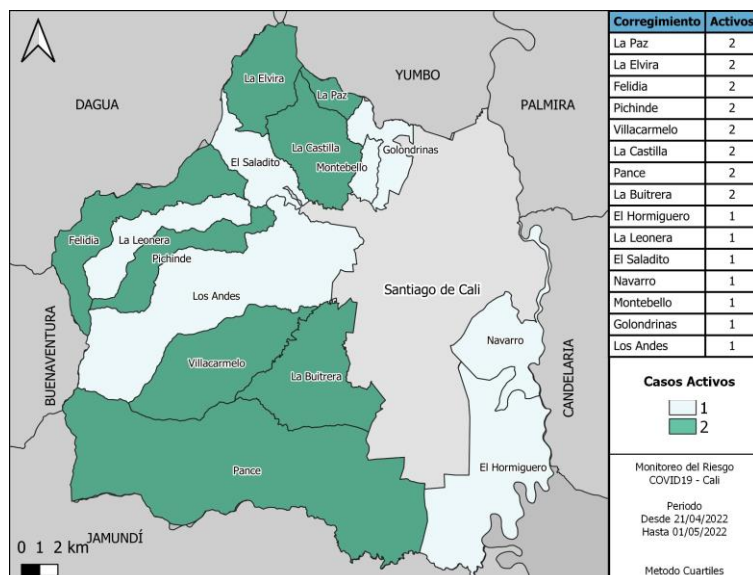 DAGUA
YUMBO
PALMIRA
La Elvira
La Paz
La Castilla
Golondrinas
El Saladito
Montebello
Felidia
La Leonera
Pichinde
Los Andes
Santiago de Cali
BUENAVENTURA
Navarro
CANDELARIA
Villacarmelo
La Buitrera
El Hormiguero
Pance
JAMUNDÍ
0 1 2 km
Corregimiento Activos
La Paz 2
La Elvira 2
Felidia 2
Pichinde 2
Villacarmelo 2
La Castilla 2
Pance 2
La Buitrera 2
El Hormiguero 1
La Leonera 1
El Saladito 1
Navarro 1
Montebello 1
Golondrinas 1
Los Andes 1
Casos Activos
1
2
Monitoreo del Riesgo
COVID19 - Cali
Periodo
Desde 21/04/2022
Hasta 01/05/2022
Metodo Cuartiles